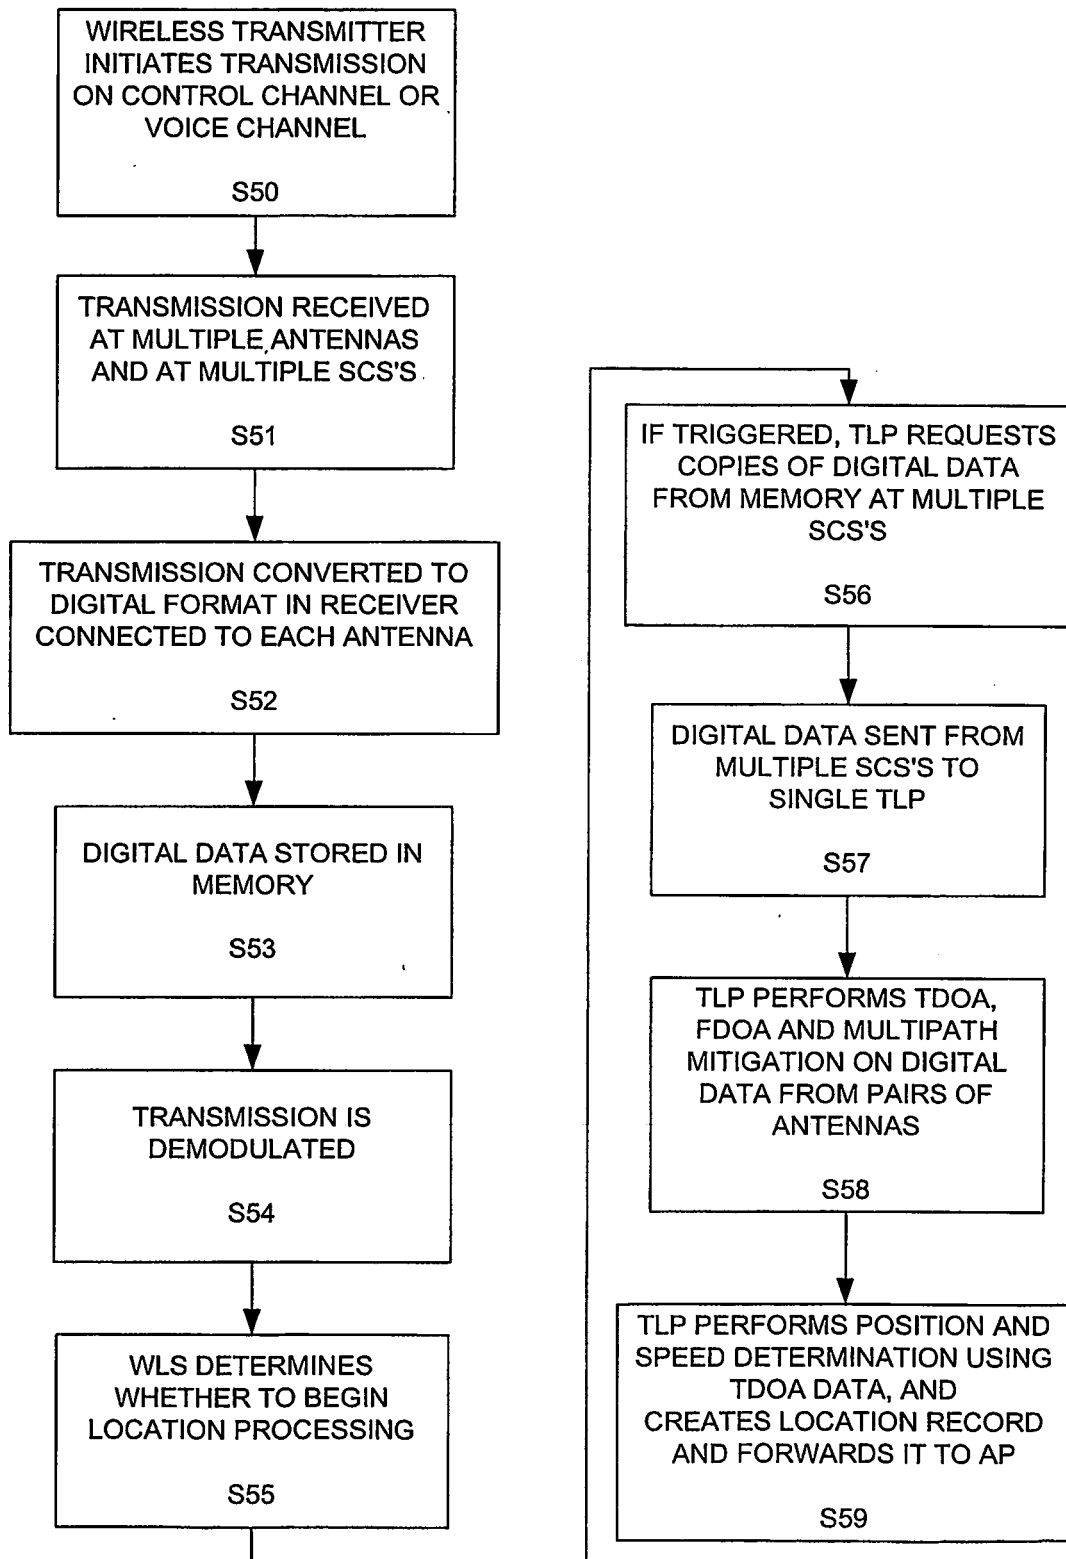 WIRELESS TRANSMITTER
INITIATES TRANSMISSION
ON CONTROL CHANNEL OR
VOICE CHANNEL
S50
TRANSMISSION RECEIVED
AT MULTIPLE ANTENNAS
AND AT MULTIPLE SCS'S
S51
TRANSMISSION CONVERTED TO
DIGITAL FORMAT IN RECEIVER
CONNECTED TO EACH ANTENNA
S52
DIGITAL DATA STORED IN
MEMORY
S53
TRANSMISSION IS
DEMODULATED
S54
WLS DETERMINES
WHETHER TO BEGIN
LOCATION PROCESSING
S55
IF TRIGGERED, TLP REQUESTS
COPIES OF DIGITAL DATA
FROM MEMORY AT MULTIPLE
SCS'S
S56
DIGITAL DATA SENT FROM
MULTIPLE SCS'S TO
SINGLE TLP
S57
TLP PERFORMS TDOA,
FDOA AND MULTIPATH
MITIGATION ON DIGITAL
DATA FROM PAIRS OF
ANTENNAS
S58
TLP PERFORMS POSITION AND
SPEED DETERMINATION USING
TDOA DATA, AND
CREATES LOCATION RECORD
AND FORWARDS IT TO AP
S59